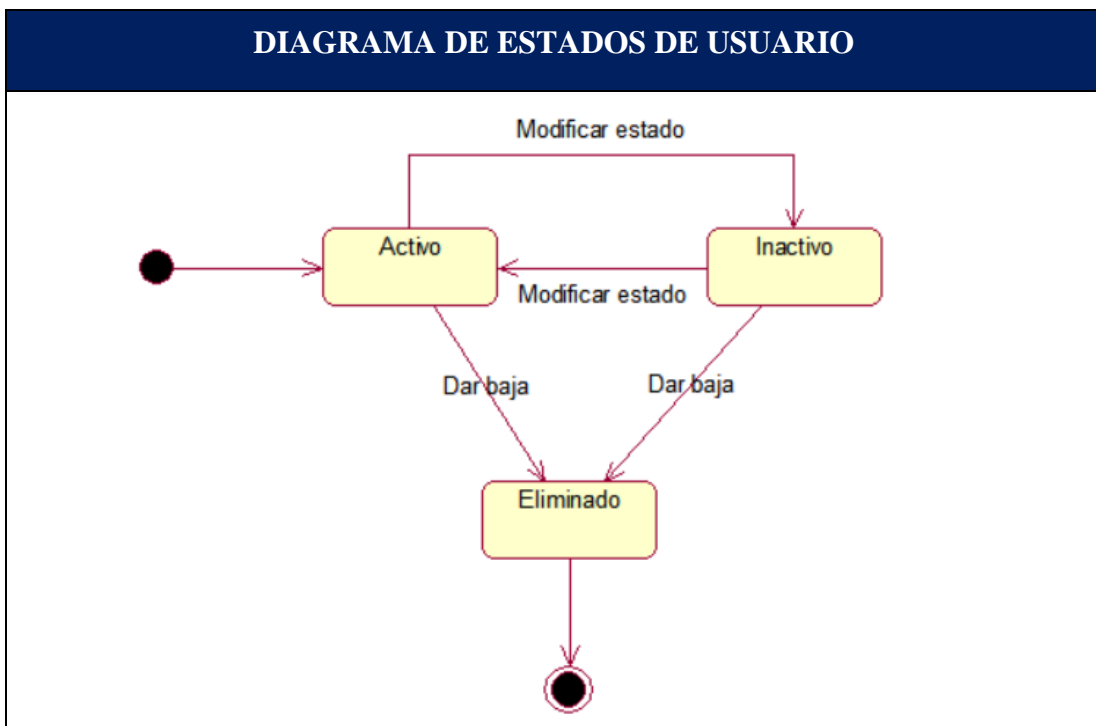 DIAGRAMA DE ESTADOS DE USUARIO
Modificar estado
Activo
Inactivo
Modificar estado
Dar baja
Dar baja
Eliminado